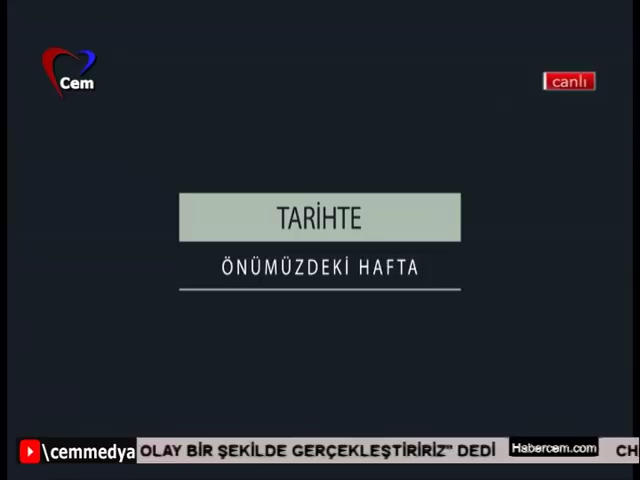 Cem
canlı
TARİHTE
ÖNÜMÜZDEKİ HAFTA
\cemmedya OLAY BİR ŞEKİLDE GERÇEKLEŞTİRİRİZ" DEDİ Habercem.com CH